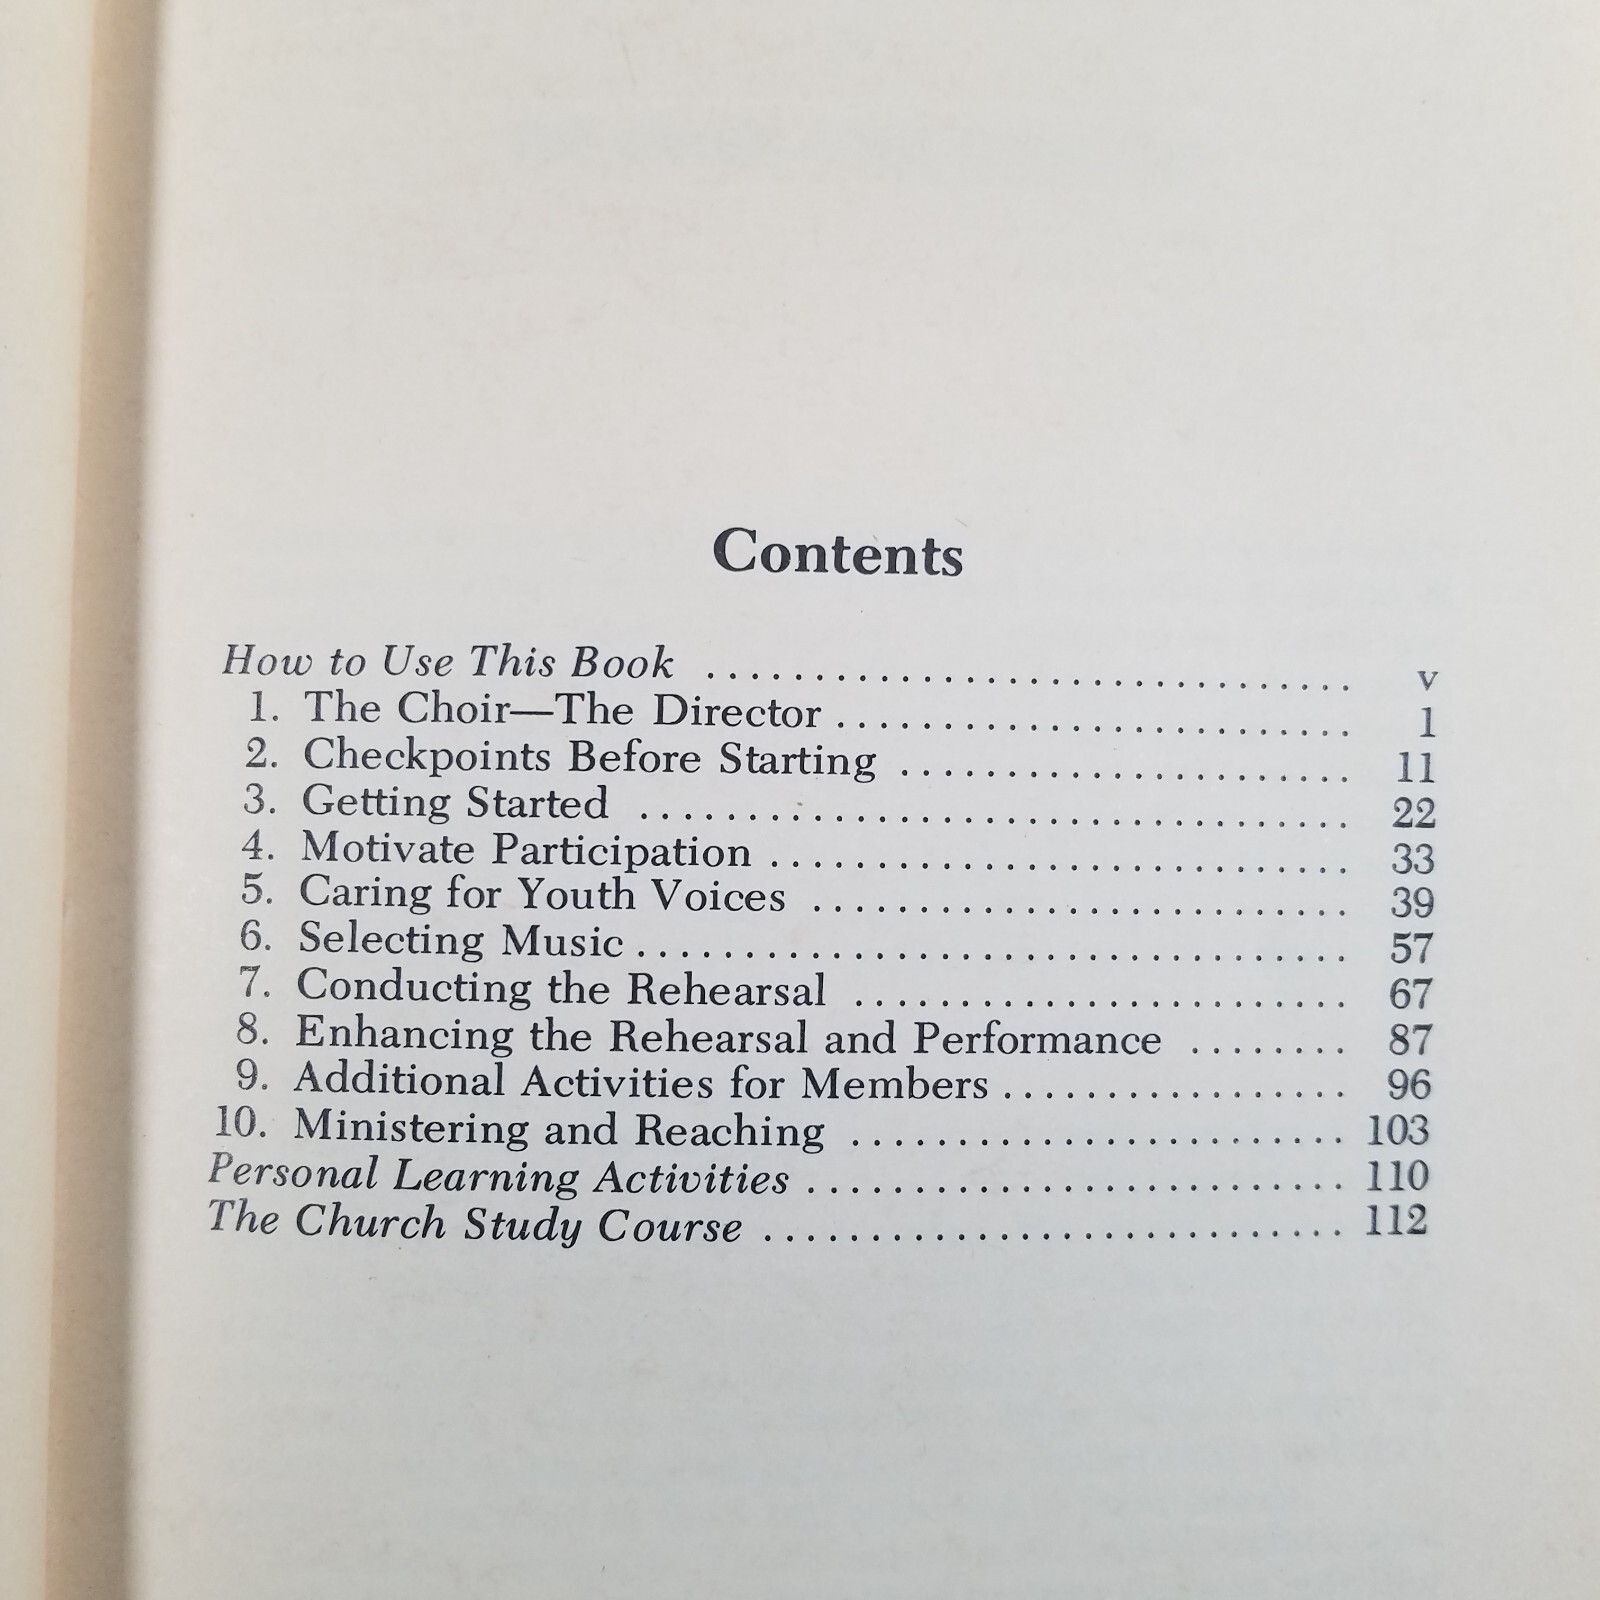 Contents
How to Use This Book ................................ v
1. The Choir—The Director .......................... 1
2. Checkpoints Before Starting ...................... 11
3. Getting Started ................................... 22
4. Motivate Participation ............................ 33
5. Caring for Youth Voices .......................... 39
6. Selecting Music ................................... 57
7. Conducting the Rehearsal ........................ 67
8. Enhancing the Rehearsal and Performance ........ 87
9. Additional Activities for Members ................. 96
10. Ministering and Reaching ........................ 103
Personal Learning Activities .......................... 110
The Church Study Course ............................ 112